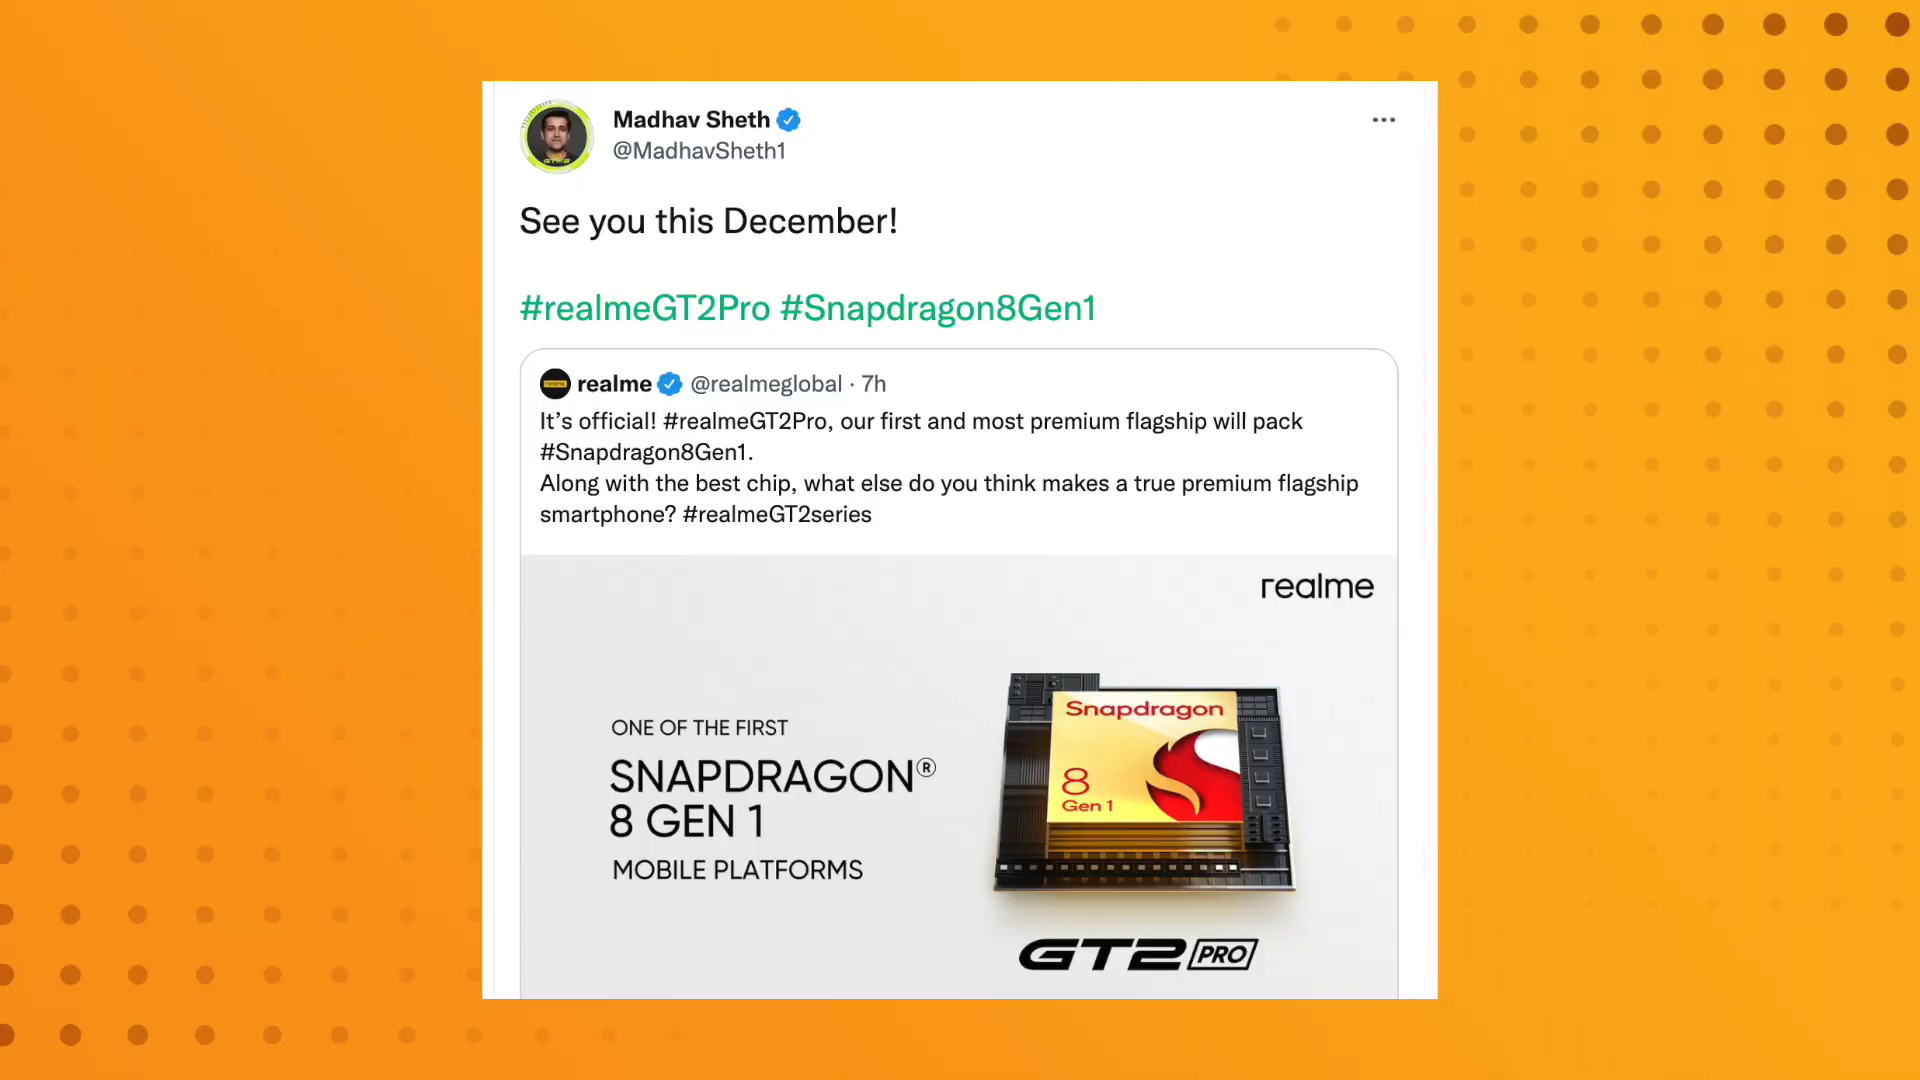 Madhav Sheth
@MadhavSheth1
See you this December!
#realmeGT2Pro #Snapdragon8Gen1
realme @realmeglobal · 7h
It’s official! #realmeGT2Pro, our first and most premium flagship will pack
#Snapdragon8Gen1.
Along with the best chip, what else do you think makes a true premium flagship
smartphone? #realmeGT2series
realme
ONE OF THE FIRST
SNAPDRAGON®
8 GEN 1
MOBILE PLATFORMS
Snapdragon
8
Gen 1
GT2 PRO